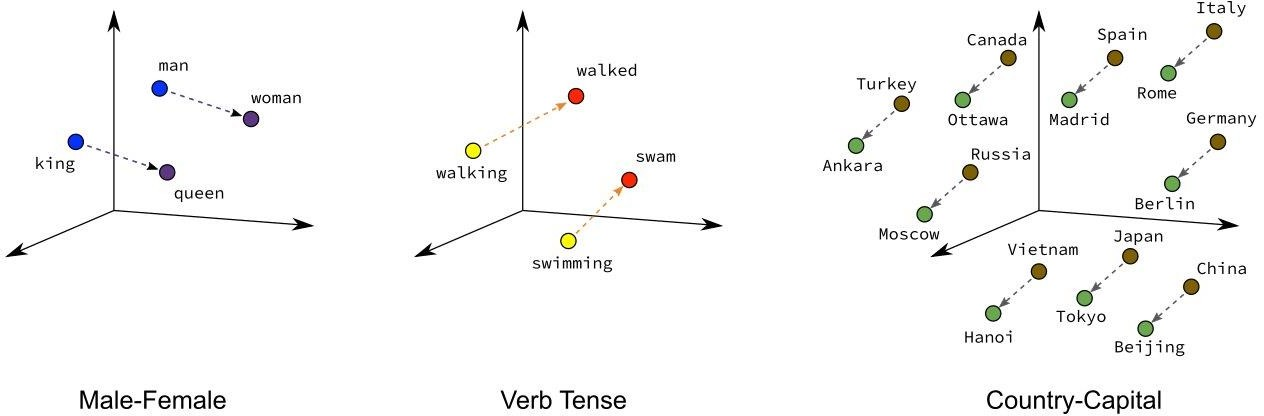 man
woman
king
queen
Male-Female
walked
walking
swam
swimming
Verb Tense
Italy
Canada
Spain
Rome
Turkey
Ottawa
Madrid
Germany
Ankara
Russia
Berlin
Moscow
Japan
Vietnam
China
Tokyo
Hanoi
Beijing
Country-Capital